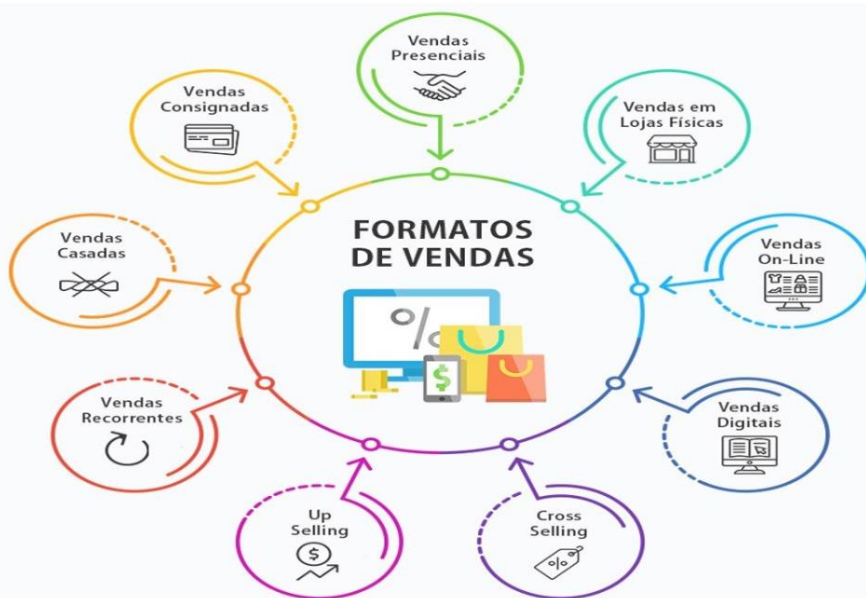 FORMATOS
DE VENDAS
Vendas
Presenciais
Vendas em
Lojas Físicas
Vendas
On-Line
Vendas
Digitais
Cross
Selling
Up
Selling
Vendas
Recorrentes
Vendas
Casadas
Vendas
Consignadas
%
$
$
%